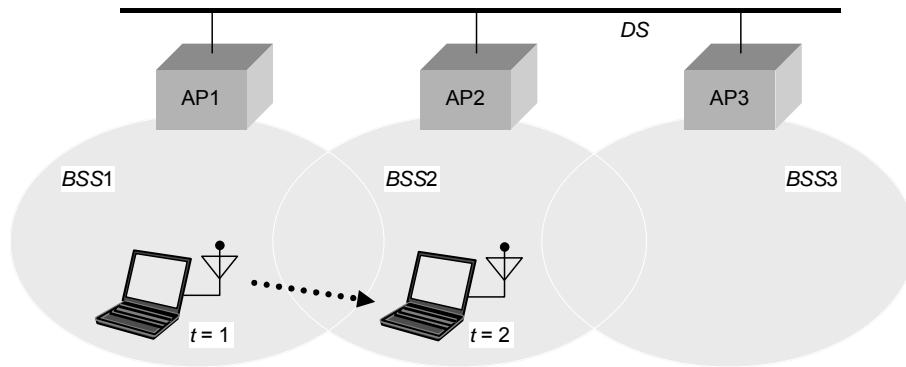 DS
AP1
AP2
AP3
BSS1
BSS2
BSS3
t = 1
t = 2